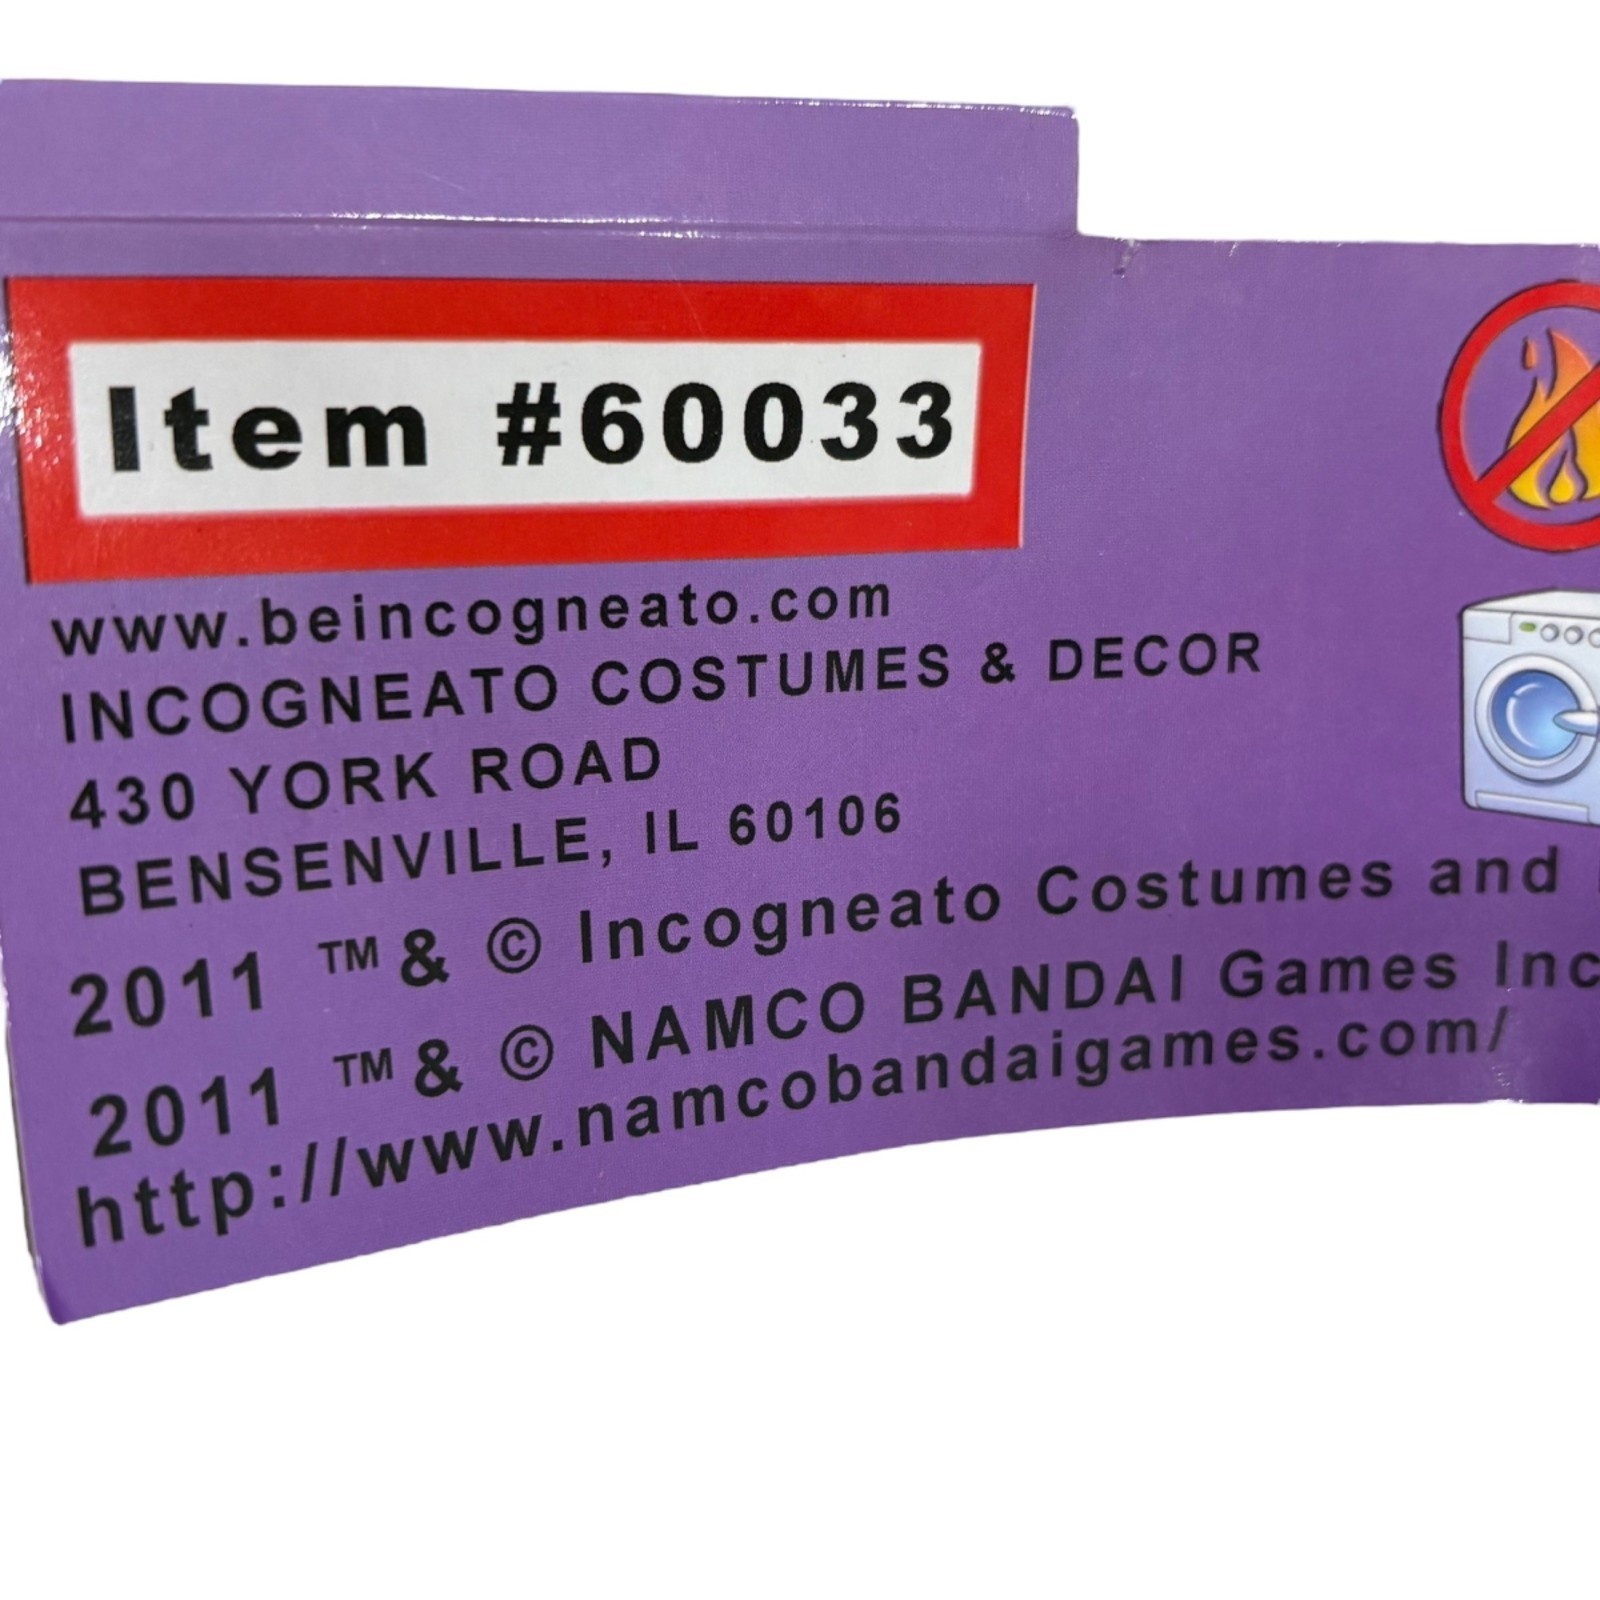 Item #60033
www.beincogneato.com
INCOGNEATO COSTUMES & DECOR
430 YORK ROAD
BENSENVILLE, IL 60106
2011 ™ & © Incogneato Costumes and
2011 ™ & © NAMCO BANDAI Games Inc
http://www.namcobandaigames.com/